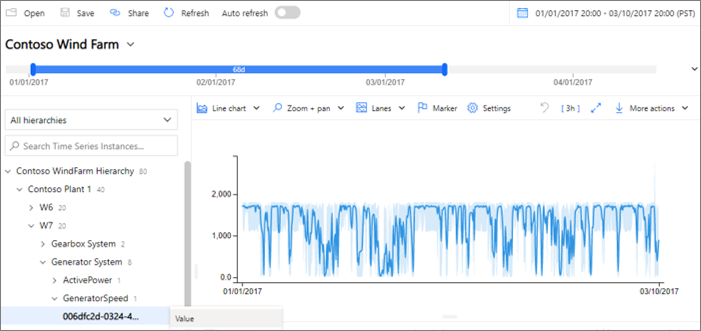 Open Save Share Refresh Auto refresh 01/01/2017 20:00 - 03/10/2017 20:00 (PST)
Contoso Wind Farm
68d
01/01/2017 02/01/2017 03/01/2017 04/01/2017
All hierarchies
Line chart Zoom + pan Lanes Marker Settings [ 3h ] More actions
Search Time Series Instances...
Contoso WindFarm Hierarchy 80
Contoso Plant 1 40
W6 20
W7 20
Gearbox System 2
Generator System 8
ActivePower 1
GeneratorSpeed 1
006dfc2d-0324-4...
Value
2,000
1,000
0.0
01/01/2017 03/10/2017